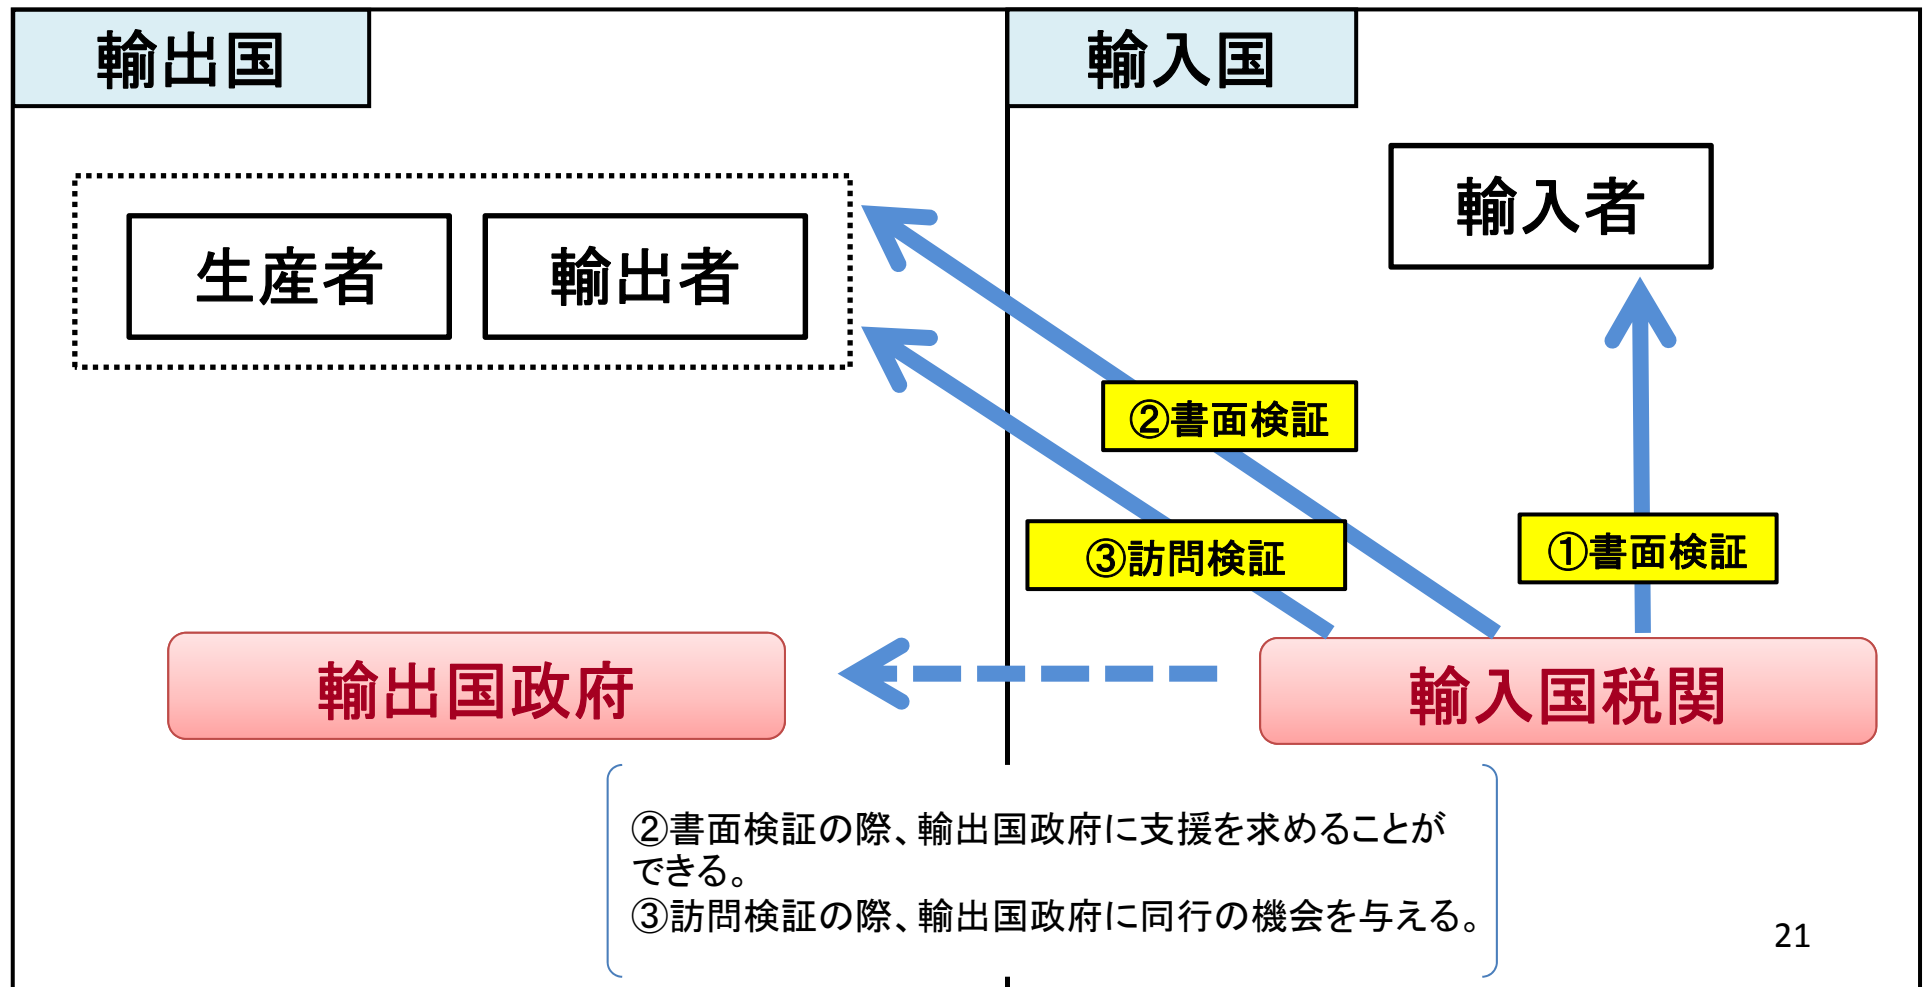 輸出国
輸入国
輸入者
生産者
輸出者
②書面検証
③訪問検証
①書面検証
輸出国政府
輸入国税関
②書面検証の際、輸出国政府に支援を求めることが
できる。
③訪問検証の際、輸出国政府に同行の機会を与える。
21